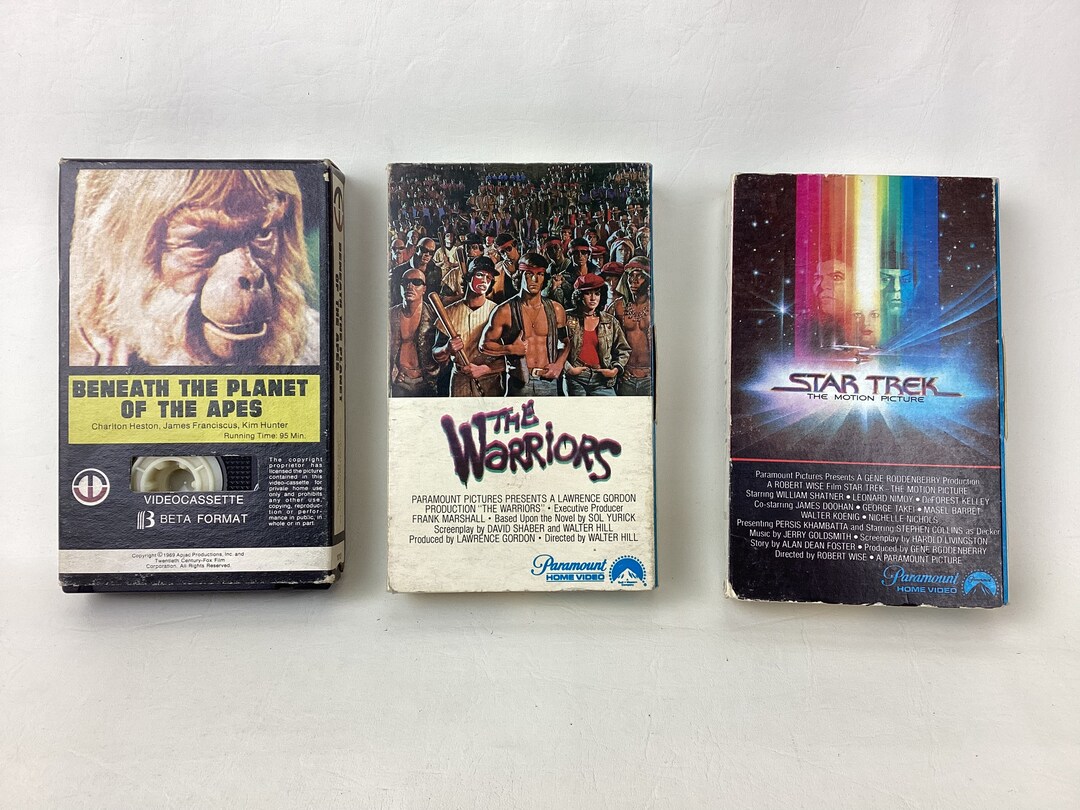 BENEATH THE PLANET
OF THE APES
Charlton Heston, James Franciscus, Kim Hunter
Running Time: 95 Min.
VIDEOCASSETTE
BETA FORMAT
The copyright
proprietor has
licensed the picture
contained in this
video-cassette for
private home use
only and prohibits
any other use,
copying, reproduc-
tion or perfor-
mance in public, in
whole or in part.
Copyright © 1969 Apjac Productions, Inc. and
Twentieth Century-Fox Film
Corporation. All Rights Reserved.
THE
WARRIORS
PARAMOUNT PICTURES PRESENTS A LAWRENCE GORDON
PRODUCTION "THE WARRIORS" • Executive Producer
FRANK MARSHALL • Based Upon the Novel by SOL YURICK
Screenplay by DAVID SHABER and WALTER HILL
Produced by LAWRENCE GORDON • Directed by WALTER HILL
Paramount
HOME VIDEO
STAR TREK
THE MOTION PICTURE
Paramount Pictures Presents A GENE RODDENBERRY Production
A ROBERT WISE Film STAR TREK THE MOTION PICTURE
Starring WILLIAM SHATNER • LEONARD NIMOY • DeFOREST KELLEY
Co-starring JAMES DOOHAN • GEORGE TAKEI • MAJEL BARRET
WALTER KOENIG • NICHELLE NICHOLS
Presenting PERSIS KHAMBATTA and Starring STEPHEN COLLINS as Decker
Music by JERRY GOLDSMITH • Screenplay by HAROLD LIVINGSTON
Story by ALAN DEAN FOSTER • Produced by GENE RODDENBERRY
Directed by ROBERT WISE • A PARAMOUNT PICTURE
Paramount
HOME VIDEO